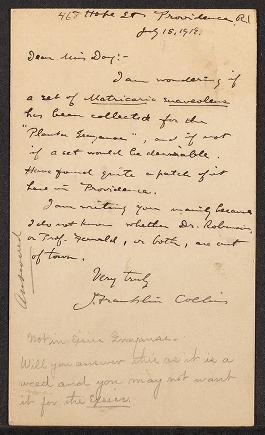 468 Hope St. Providence, R.I.
July 15, 1918.
Dear Miss Day:-
I am wondering if
a set of Matricaria suaveolens
has been collected for the
"Plantae Exsiccatae Grayanae", and if not
if a set would be desirable.
Have found quite a patch of it
here in Providence.
I am writing you mainly because
I do not know whether Dr. Robinson,
or Prof. Fernald, or both, are out
of town.
Very truly
J. Franklin Collins
Answered
Not in Exsic Grayanae.
Will you answer this as it is a
weed and you may not want
it for the Exsic.